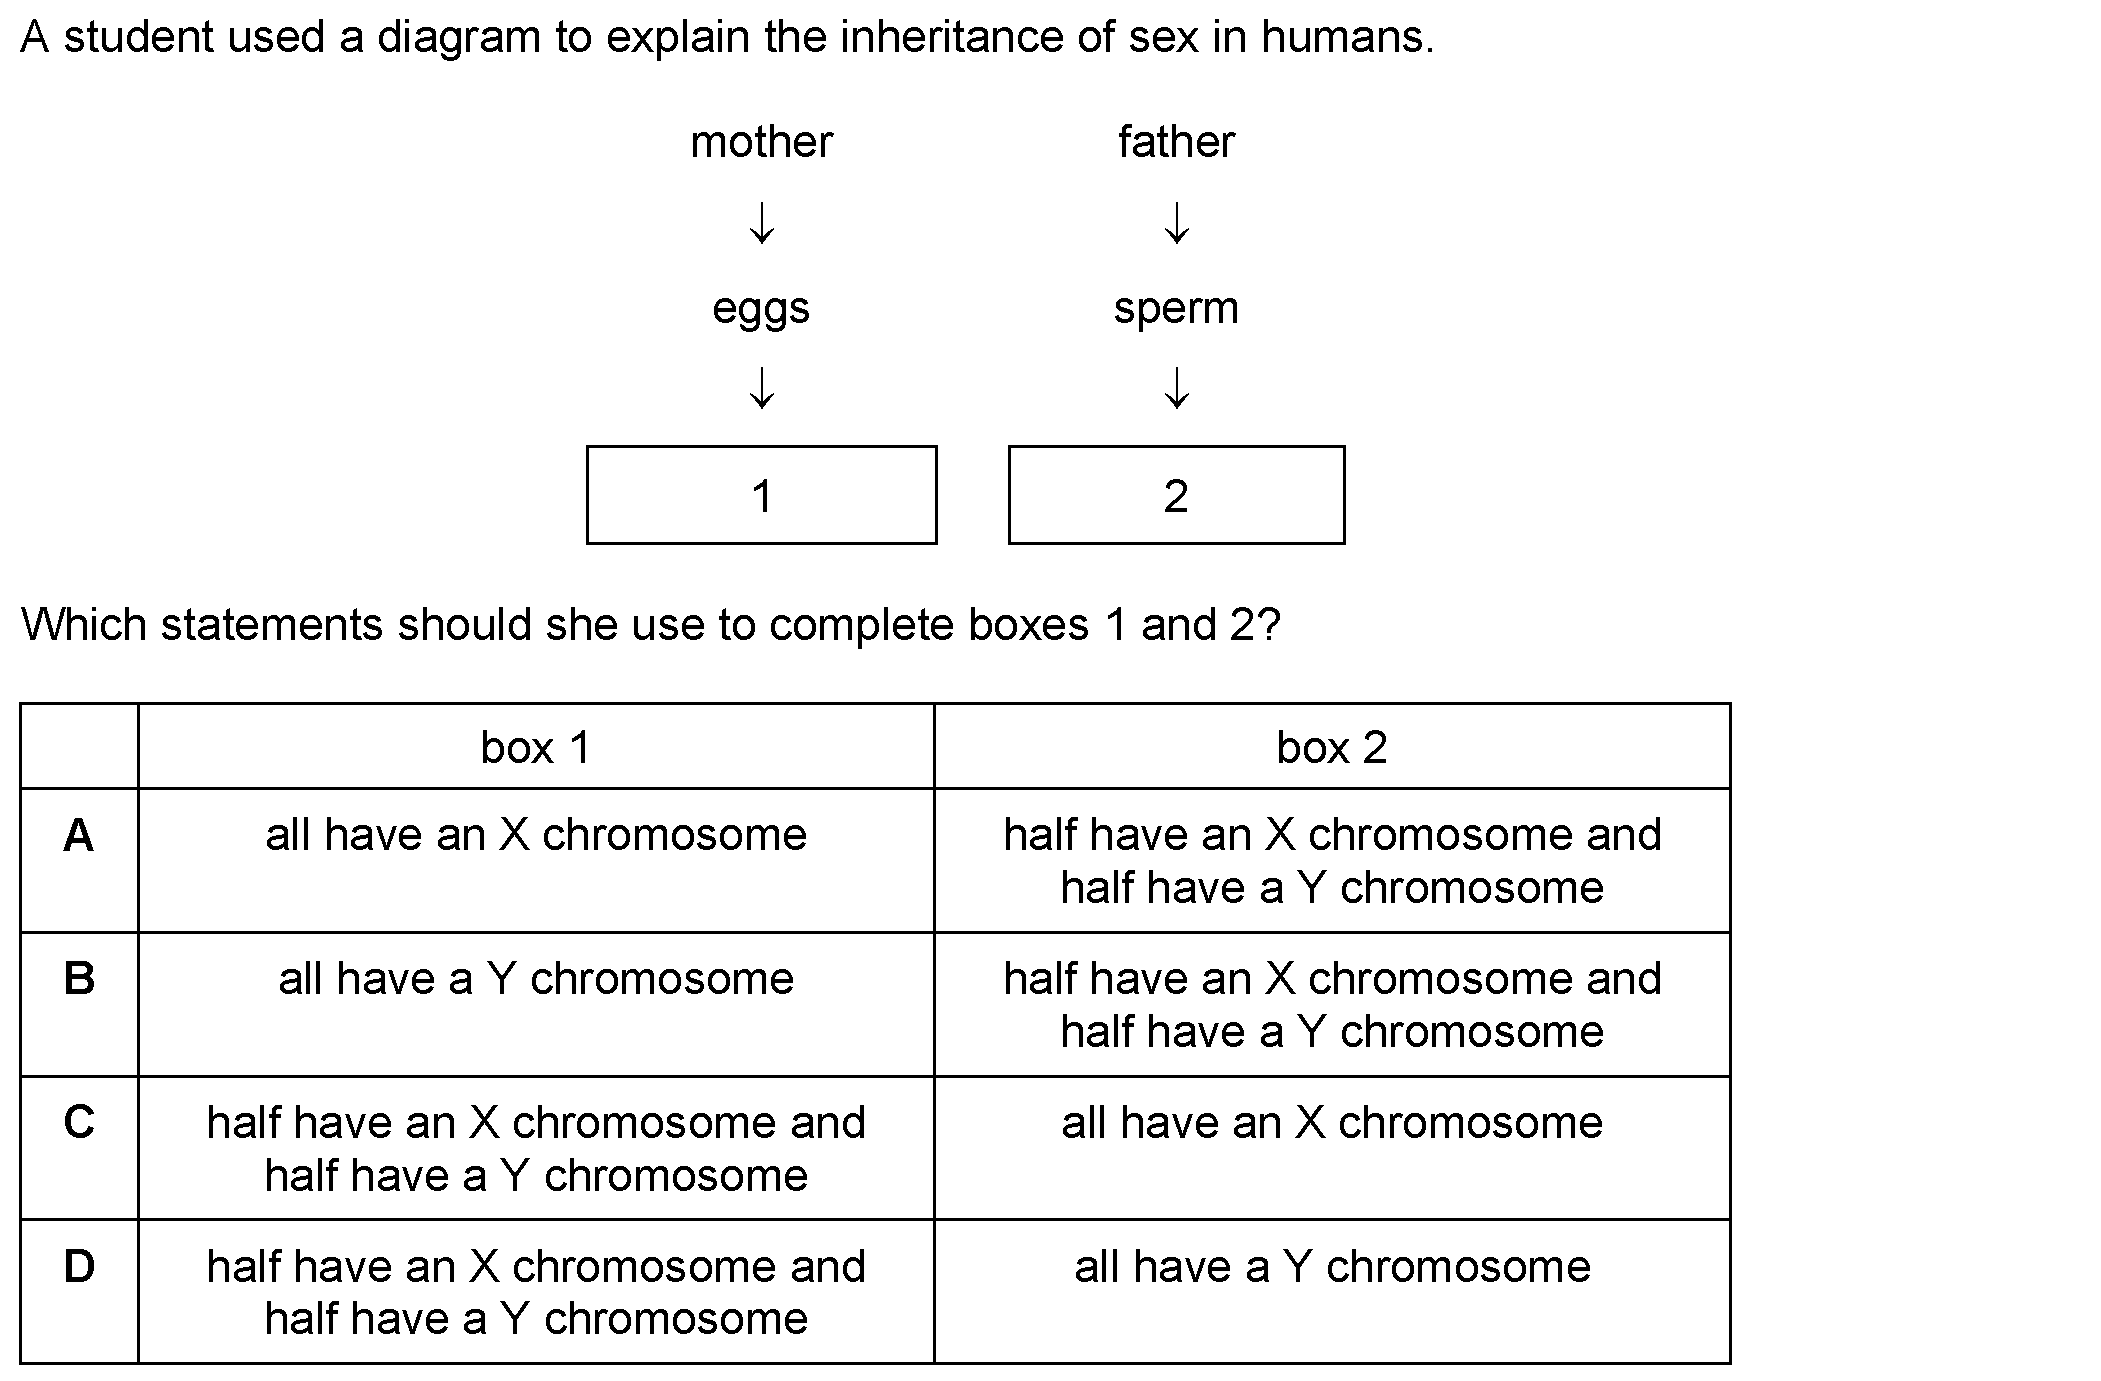 A student used a diagram to explain the inheritance of sex in humans.
mother father
↓ ↓
eggs sperm
↓ ↓
1 2
Which statements should she use to complete boxes 1 and 2?
box 1 box 2
A all have an X chromosome half have an X chromosome and
half have a Y chromosome
B all have a Y chromosome half have an X chromosome and
half have a Y chromosome
C half have an X chromosome and all have an X chromosome
half have a Y chromosome
D half have an X chromosome and all have a Y chromosome
half have a Y chromosome